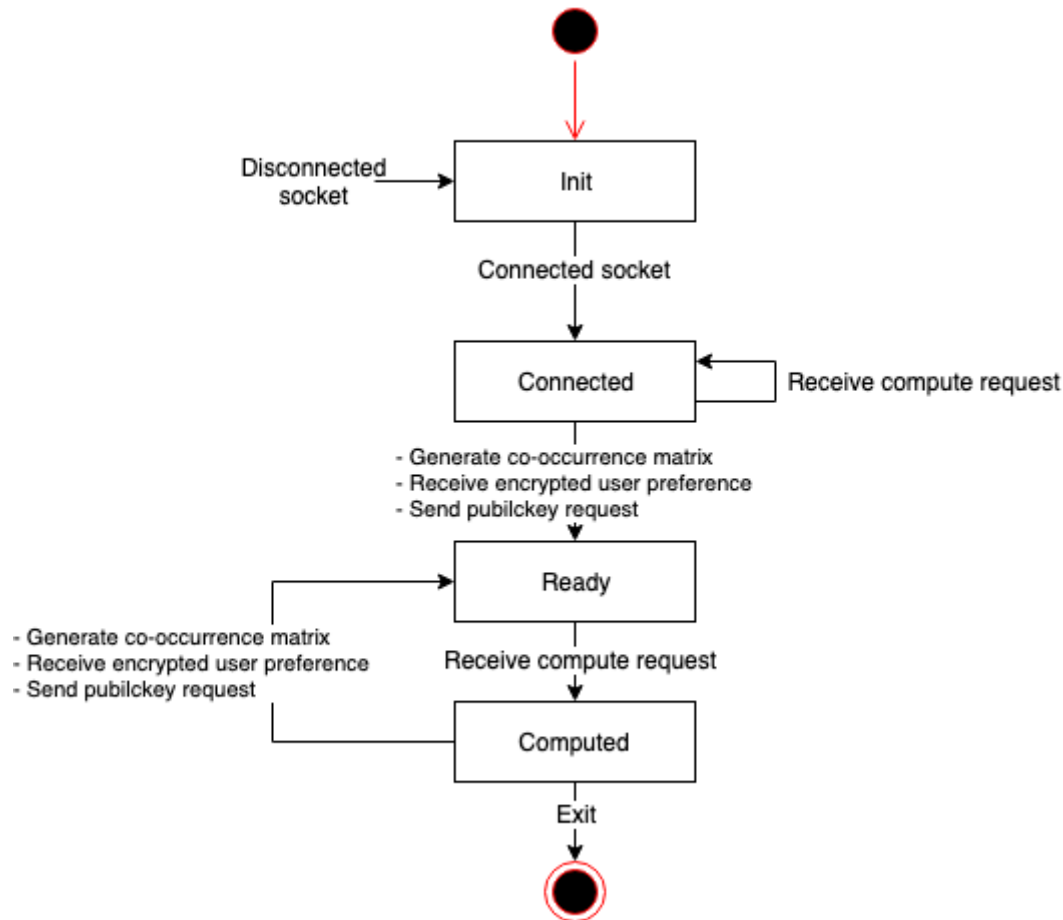 Init
Disconnected
socket
Connected socket
Connected
Receive compute request
- Generate co-occurrence matrix
- Receive encrypted user preference
- Send pubilckey request
Ready
- Generate co-occurrence matrix
- Receive encrypted user preference
- Send pubilckey request
Receive compute request
Computed
Exit